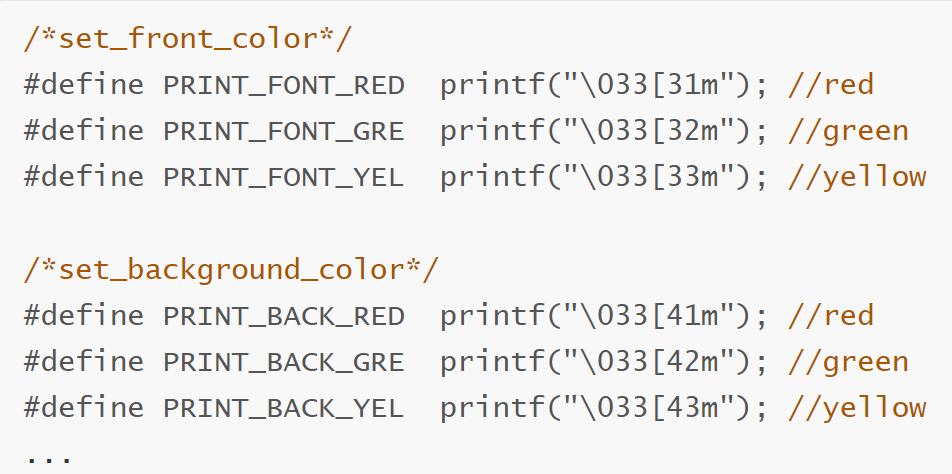 /*set_front_color*/
#define PRINT_FONT_RED  printf("\033[31m"); //red
#define PRINT_FONT_GRE  printf("\033[32m"); //green
#define PRINT_FONT_YEL  printf("\033[33m"); //yellow
/*set_background_color*/
#define PRINT_BACK_RED  printf("\033[41m"); //red
#define PRINT_BACK_GRE  printf("\033[42m"); //green
#define PRINT_BACK_YEL  printf("\033[43m"); //yellow
...